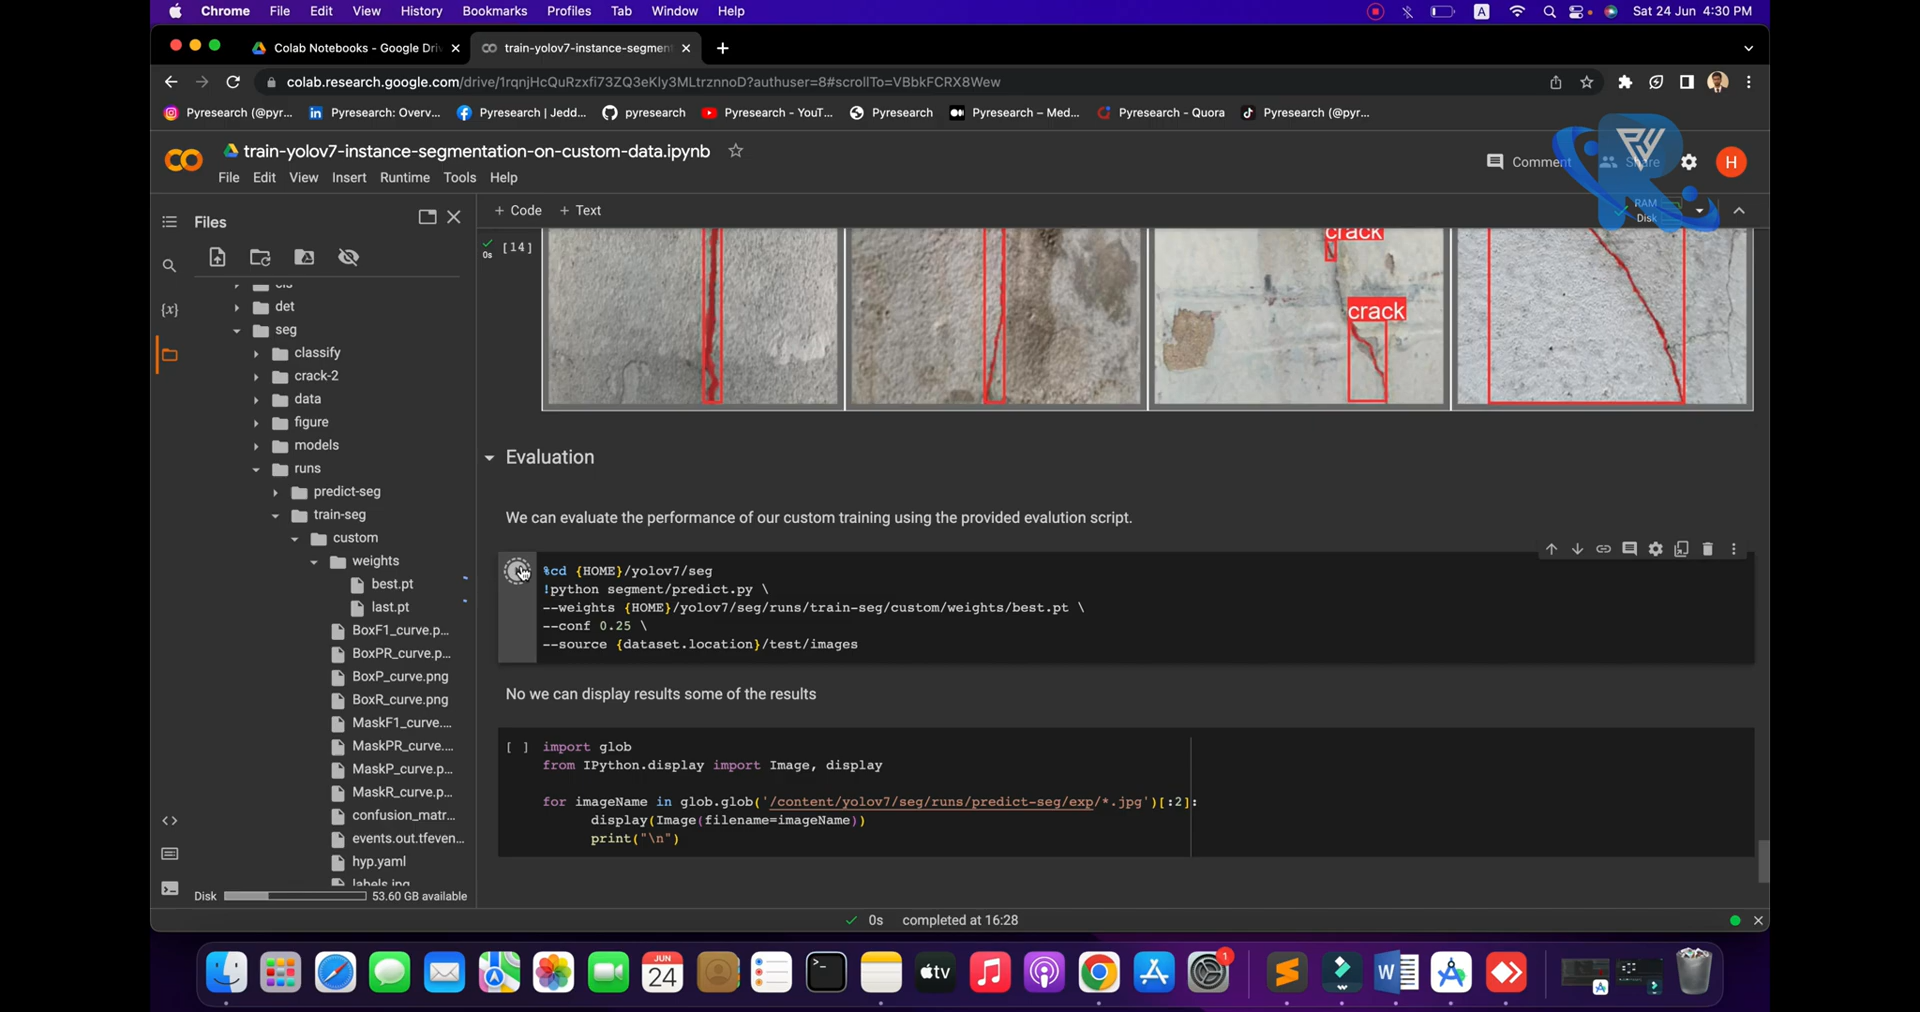 Chrome File Edit View History Bookmarks Profiles Tab Window Help
A Sat 24 Jun 4:30 PM
Colab Notebooks - Google Dri
train-yolov7-instance-segmen
colab.research.google.com/drive/1rqnjHcQuRzxfi73ZQ3eKly3MLtrznnoD?authuser=8#scrollTo=VBbkFCRX8Wew
Pyresearch (@pyr... Pyresearch: Overv... Pyresearch | Jedd... pyresearch Pyresearch - YouT... Pyresearch Pyresearch – Med... Pyresearch - Quora Pyresearch (@pyr...
train-yolov7-instance-segmentation-on-custom-data.ipynb
Comment Share H
File Edit View Insert Runtime Tools Help
Files
+ Code + Text
RAM
Disk
[14]
0s
crack
crack
{x}
det
seg
classify
crack-2
data
figure
models
runs
predict-seg
train-seg
custom
weights
best.pt
last.pt
BoxF1_curve.p...
BoxPR_curve.p...
BoxP_curve.png
BoxR_curve.png
MaskF1_curve....
MaskPR_curve....
MaskP_curve.p...
MaskR_curve.p...
confusion_matr...
events.out.tfeven...
hyp.yaml
labels.jpg
Disk 53.60 GB available
Evaluation
We can evaluate the performance of our custom training using the provided evalution script.
%cd {HOME}/yolov7/seg
!python segment/predict.py \
--weights {HOME}/yolov7/seg/runs/train-seg/custom/weights/best.pt \
--conf 0.25 \
--source {dataset.location}/test/images
No we can display results some of the results
[ ] import glob
from IPython.display import Image, display
for imageName in glob.glob('/content/yolov7/seg/runs/predict-seg/exp/*.jpg')[:2]:
display(Image(filename=imageName))
print("\n")
0s completed at 16:28
JUN
24
tv
1